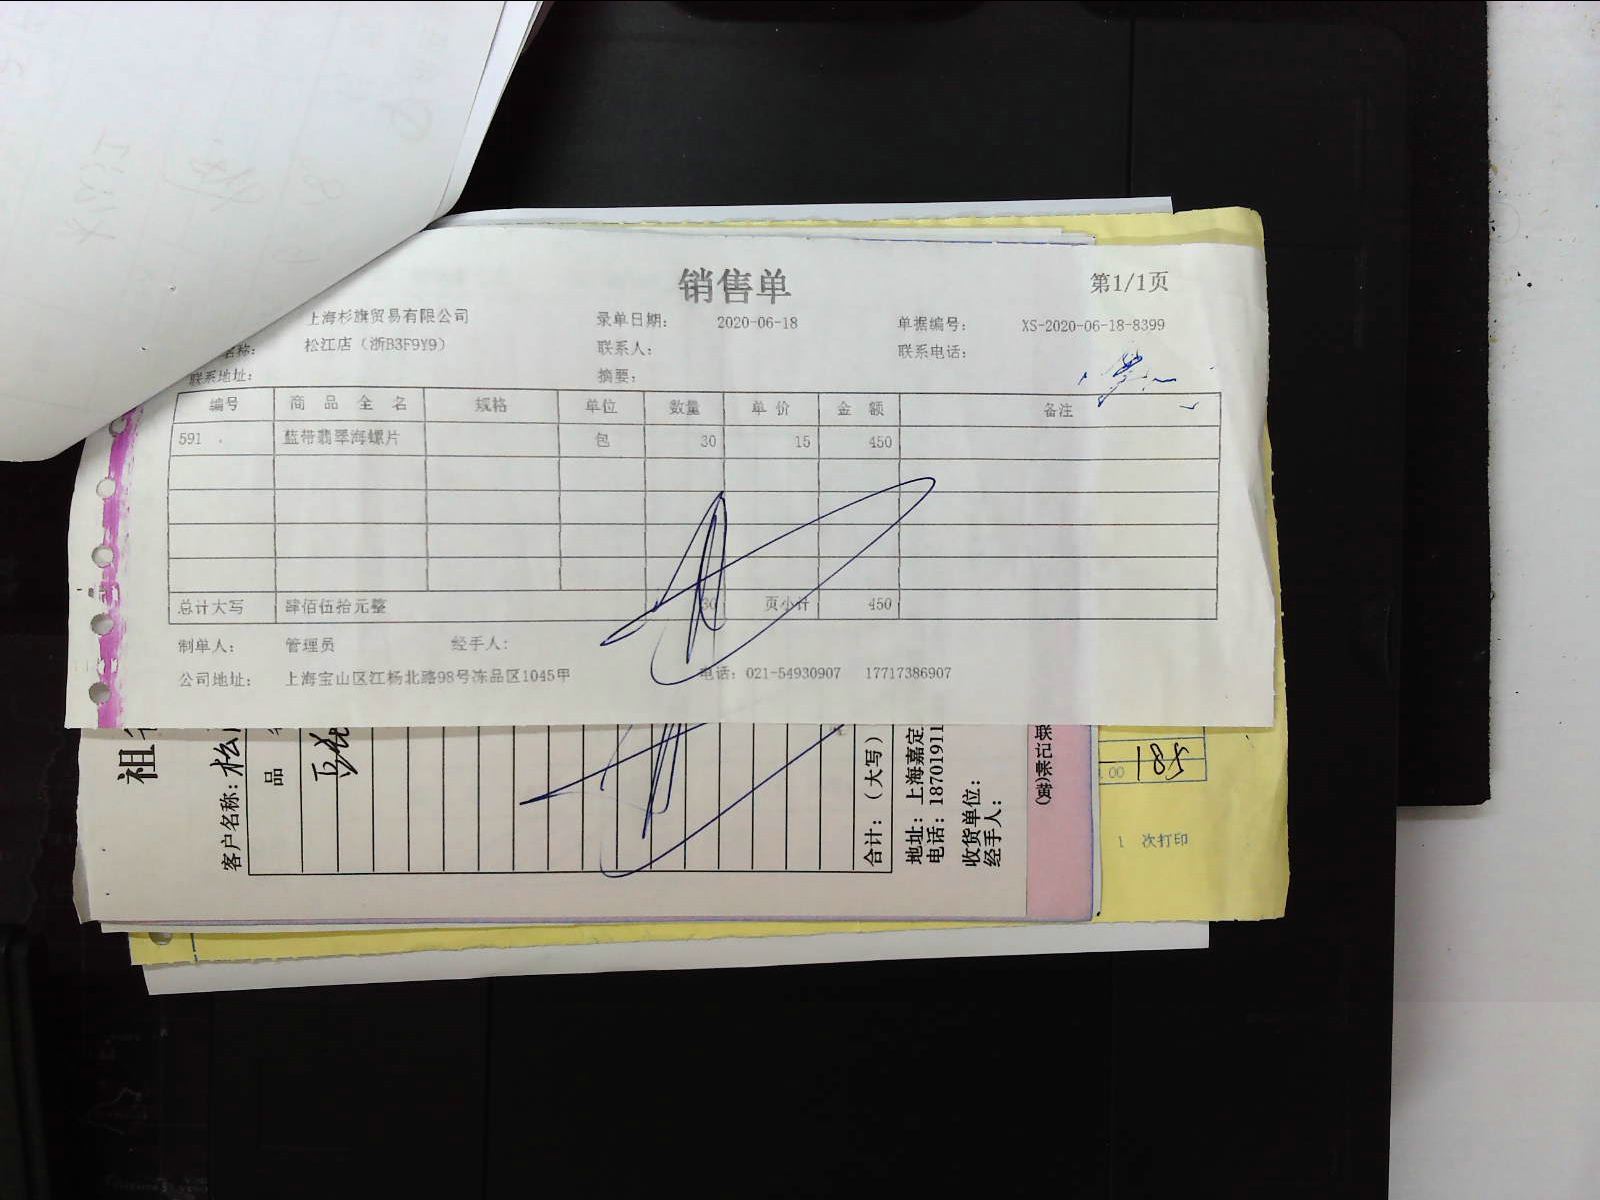 销售单
第1/1页
上海杉旗贸易有限公司 录单日期： 2020-06-18 单据编号： XS-2020-06-18-8399
名称： 松江店（浙B3F9Y9） 联系人： 联系电话：
联系地址： 摘要：
编号 商品全名 规格 单位 数量 单价 金额 备注
591 蓝带翡翠海螺片 包 30 15 450
总计大写 肆佰伍拾元整 30 页小计 450
制单人： 管理员 经手人：
公司地址： 上海宝山区江杨北路98号冻品区1045甲 电话：021-54930907 17717386907
祖
客户名称：松
品
合计：（大写）
地址：上海嘉定
电话：18701911
收货单位：
经手人：
.00 581
1 次打印